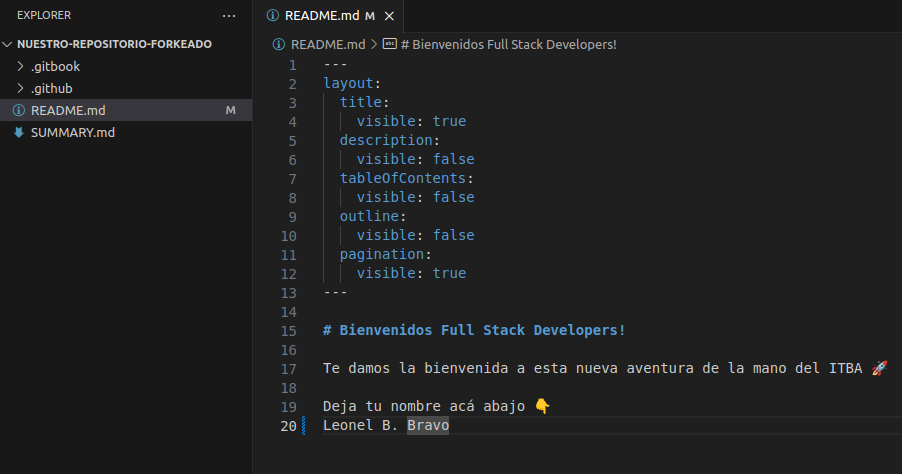 EXPLORER ···
NUESTRO-REPOSITORIO-FORKEADO
.gitbook
.github
README.md M
SUMMARY.md
README.md M ×
README.md > # Bienvenidos Full Stack Developers!
1 ---
2 layout:
3 title:
4 visible: true
5 description:
6 visible: false
7 tableOfContents:
8 visible: false
9 outline:
10 visible: false
11 pagination:
12 visible: true
13 ---
14
15 # Bienvenidos Full Stack Developers!
16
17 Te damos la bienvenida a esta nueva aventura de la mano del ITBA 🚀
18
19 Deja tu nombre acá abajo 👇
20 Leonel B. Bravo